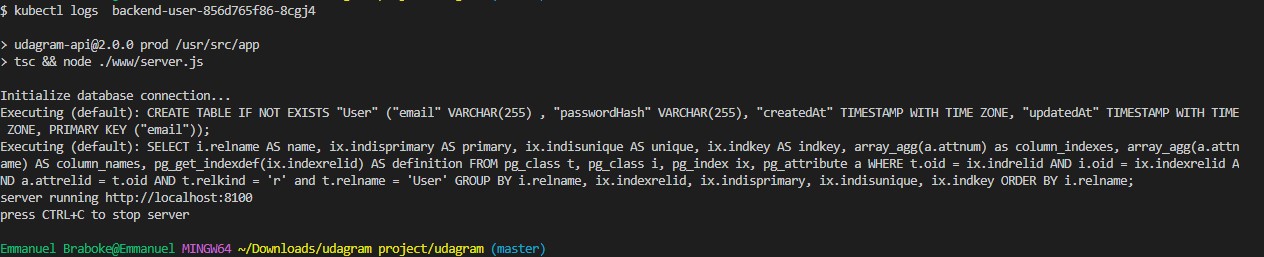 $ kubectl logs  backend-user-856d765f86-8cgj4
> udagram-api@2.0.0 prod /usr/src/app
> tsc && node ./www/server.js
Initialize database connection...
Executing (default): CREATE TABLE IF NOT EXISTS "User" ("email" VARCHAR(255) , "passwordHash" VARCHAR(255), "createdAt" TIMESTAMP WITH TIME ZONE, "updatedAt" TIMESTAMP WITH TIME
 ZONE, PRIMARY KEY ("email"));
Executing (default): SELECT i.relname AS name, ix.indisprimary AS primary, ix.indisunique AS unique, ix.indkey AS indkey, array_agg(a.attnum) as column_indexes, array_agg(a.attn
ame) AS column_names, pg_get_indexdef(ix.indexrelid) AS definition FROM pg_class t, pg_class i, pg_index ix, pg_attribute a WHERE t.oid = ix.indrelid AND i.oid = ix.indexrelid A
ND a.attrelid = t.oid AND t.relkind = 'r' and t.relname = 'User' GROUP BY i.relname, ix.indexrelid, ix.indisprimary, ix.indisunique, ix.indkey ORDER BY i.relname;
server running http://localhost:8100
press CTRL+C to stop server
Emmanuel Braboke@Emmanuel MINGW64 ~/Downloads/udagram project/udagram (master)